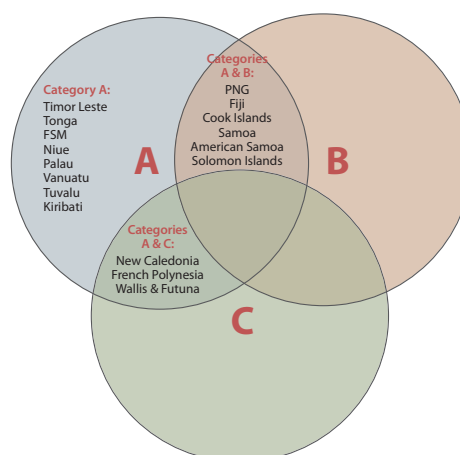 Category A:
Timor Leste
Tonga
FSM
Niue
Palau
Vanuatu
Tuvalu
Kiribati
A
Categories
A & B:
PNG
Fiji
Cook Islands
Samoa
American Samoa
Solomon Islands
B
Categories
A & C:
New Caledonia
French Polynesia
Wallis & Futuna
C